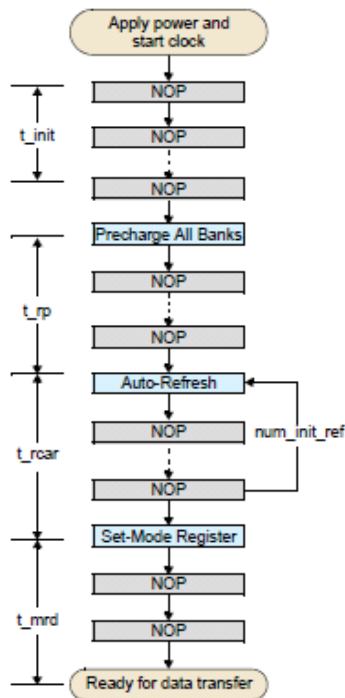 Apply power and
start clock
NOP
t_init
NOP
NOP
Precharge All Banks
NOP
t_rp
NOP
Auto-Refresh
NOP
num_init_ref
t_rcar
NOP
Set-Mode Register
NOP
t_mrd
NOP
Ready for data transfer